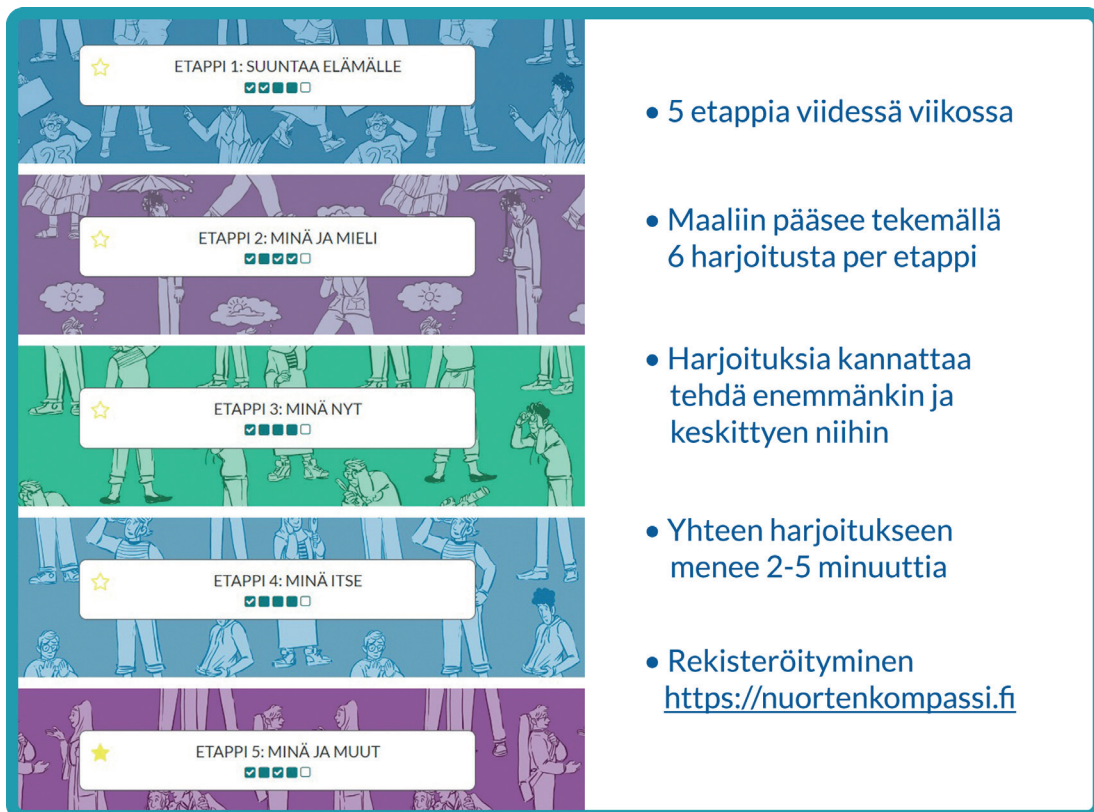 ETAPPI 1: SUUNTAA ELÄMÄLLE
ETAPPI 2: MINÄ JA MIELI
ETAPPI 3: MINÄ NYT
ETAPPI 4: MINÄ ITSE
ETAPPI 5: MINÄ JA MUUT
• 5 etappia viidessä viikossa
• Maaliin pääsee tekemällä
6 harjoitusta per etappi
• Harjoituksia kannattaa
tehdä enemmänkin ja
keskittyen niihin
• Yhteen harjoitukseen
menee 2-5 minuuttia
• Rekisteröityminen
https://nuortenkompassi.fi
23
23